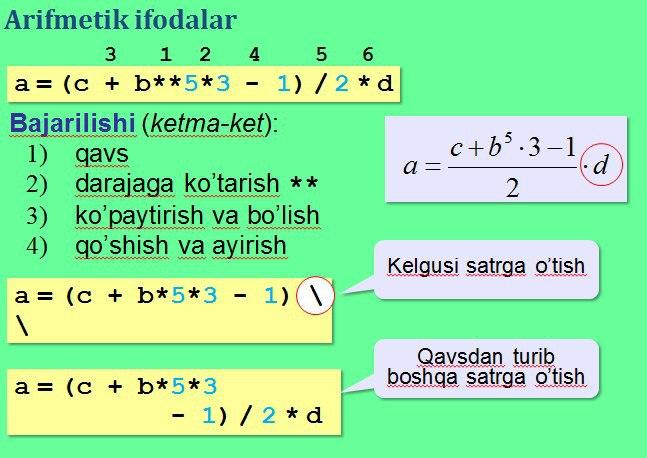 Arifmetik ifodalar
3 1 2 4 5 6
a = (c + b**5*3 - 1) / 2 * d
Bajarilishi (ketma-ket):
1) qavs
2) darajaga ko’tarish **
3) ko’paytirish va bo’lish
4) qo’shish va ayirish
a = \frac{c + b^5 · 3 − 1}{2} · d
a = (c + b*5*3 - 1) \
\
Kelgusi satrga o’tish
a = (c + b*5*3
- 1) / 2 * d
Qavsdan turib
boshqa satrga o’tish